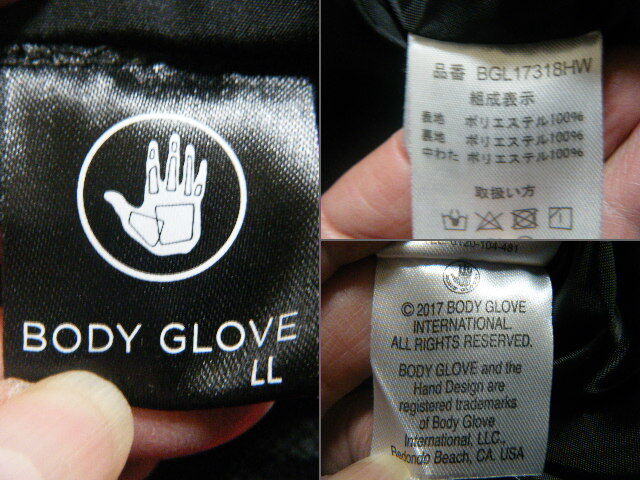 BODY GLOVE
LL
品番 BGL17318HW
組成表示
表地 ポリエステル100%
裏地 ポリエステル100%
中わた ポリエステル100%
取扱い方
0120-104-481
© 2017 BODY GLOVE
INTERNATIONAL.
ALL RIGHTS RESERVED.
BODY GLOVE and the
Hand Design are
registered trademarks
of Body Glove
International, LLC.,
Redondo Beach, CA. USA